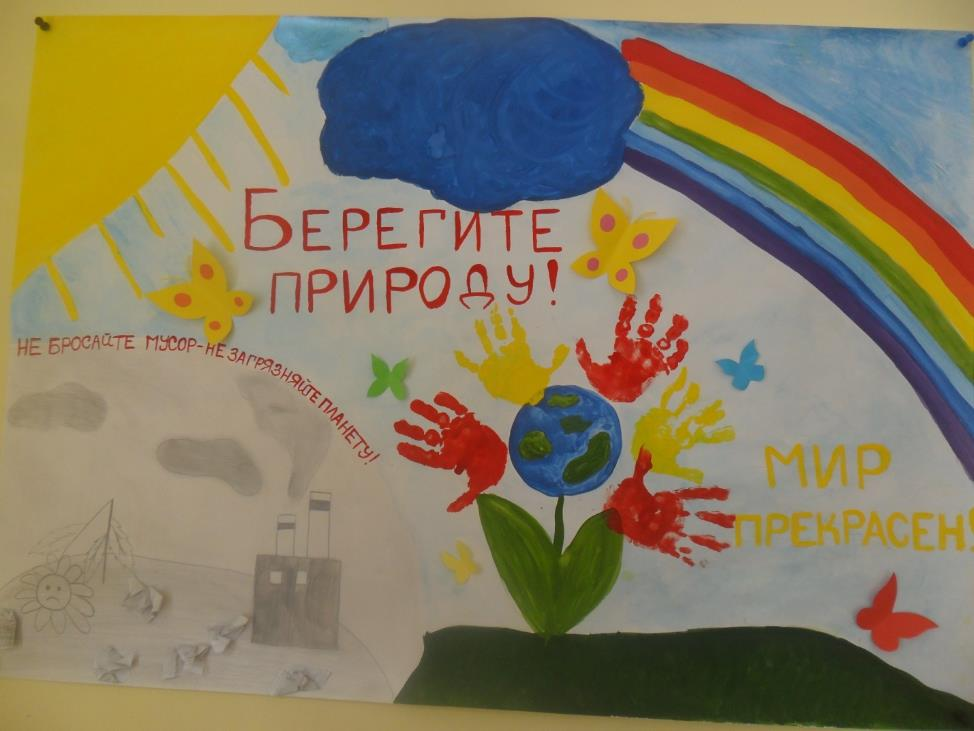 БЕРЕГИТЕ
ПРИРОДУ!
НЕ БРОСАЙТЕ МУСОР-НЕ ЗАГРЯЗНЯЙТЕ ПЛАНЕТУ!
МИР
ПРЕКРАСЕН!